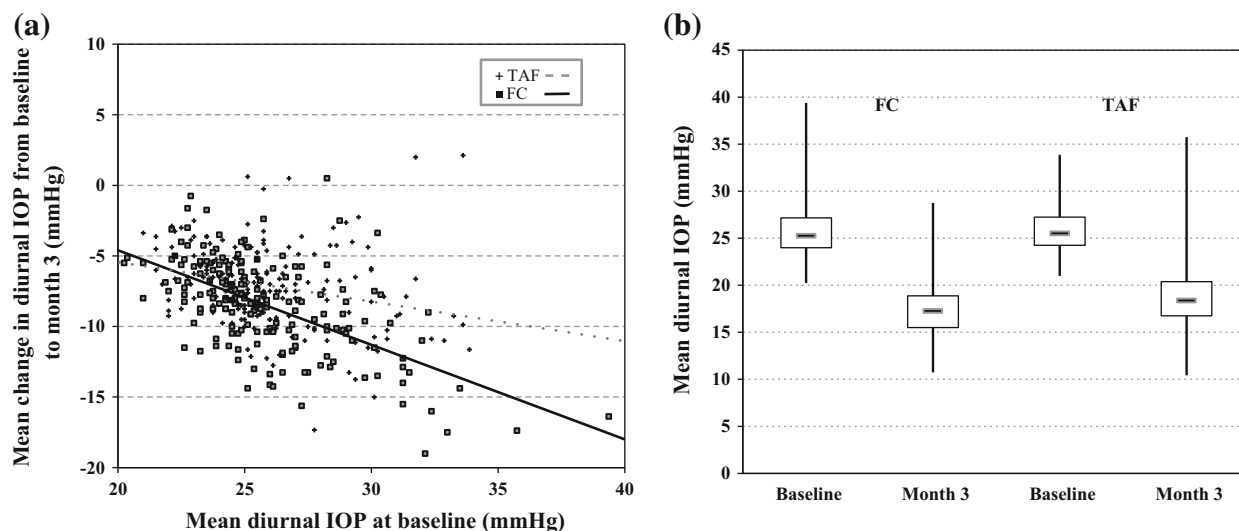 (a)
Mean change in diurnal IOP from baseline
to month 3 (mmHg)
10
5
0
-5
-10
-15
-20
TAF
FC
20
25
30
35
40
Mean diurnal IOP at baseline (mmHg)
(b)
Mean diurnal IOP (mmHg)
45
40
35
30
25
20
15
10
5
0
FC
TAF
Baseline
Month 3
Baseline
Month 3